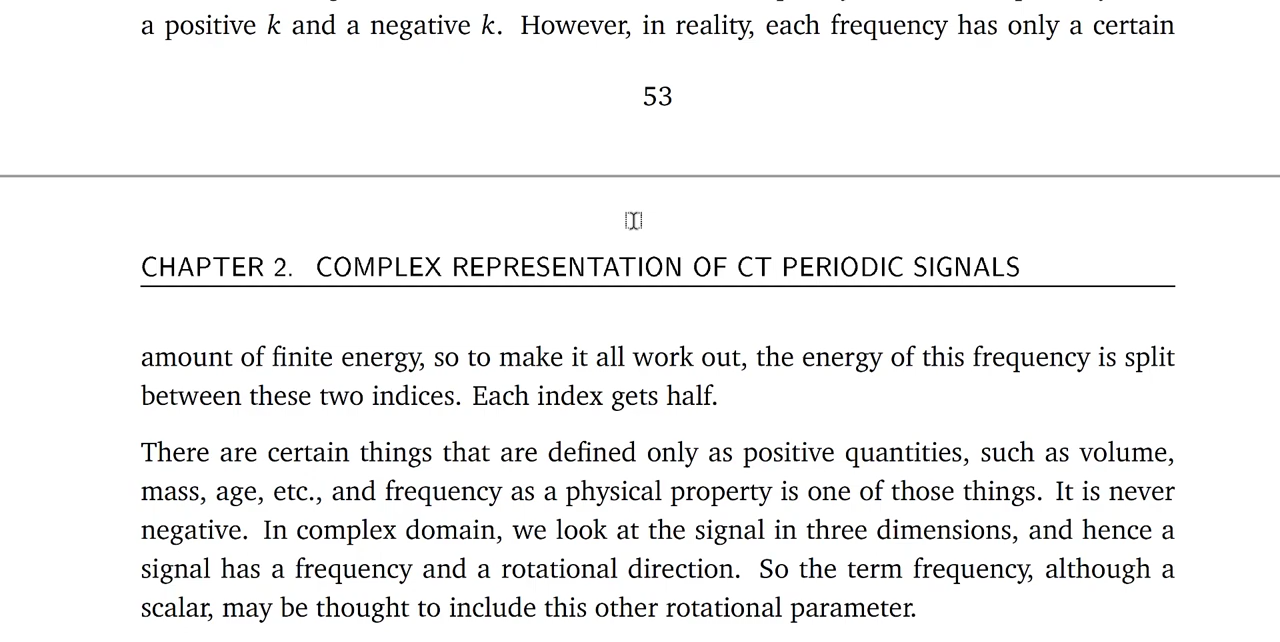 a positive k and a negative k. However, in reality, each frequency has only a certain
53
CHAPTER 2. COMPLEX REPRESENTATION OF CT PERIODIC SIGNALS
amount of finite energy, so to make it all work out, the energy of this frequency is split
between these two indices. Each index gets half.
There are certain things that are defined only as positive quantities, such as volume,
mass, age, etc., and frequency as a physical property is one of those things. It is never
negative. In complex domain, we look at the signal in three dimensions, and hence a
signal has a frequency and a rotational direction. So the term frequency, although a
scalar, may be thought to include this other rotational parameter.